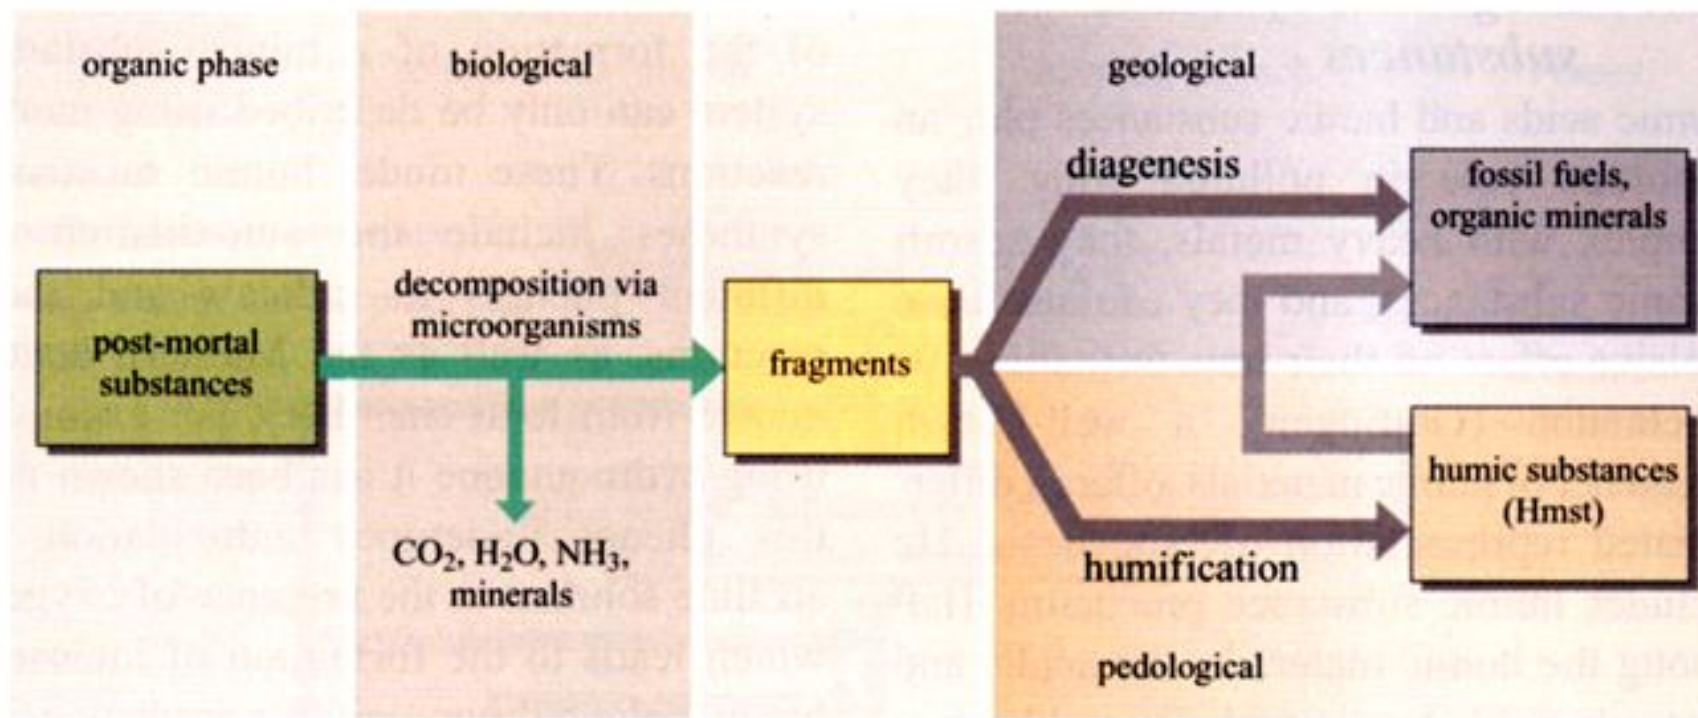 organic phase
biological
geological
diagenesis
fossil fuels,
organic minerals
decomposition via
microorganisms
post-mortal
substances
fragments
humic substances
(Hmst)
CO₂, H₂O, NH₃,
minerals
humification
pedological